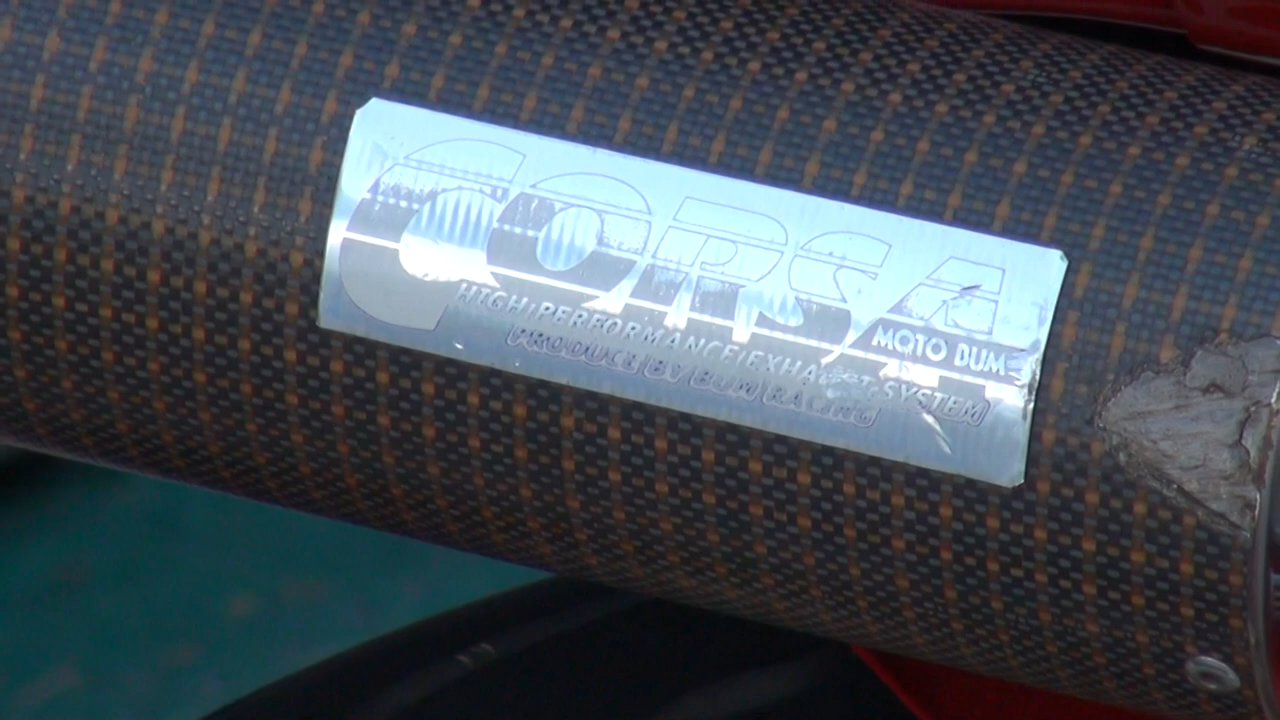 CORSA
MOTO BUM
HIGH PERFORMANCE EXHAUST SYSTEM
PRODUCE BY BUM RACING